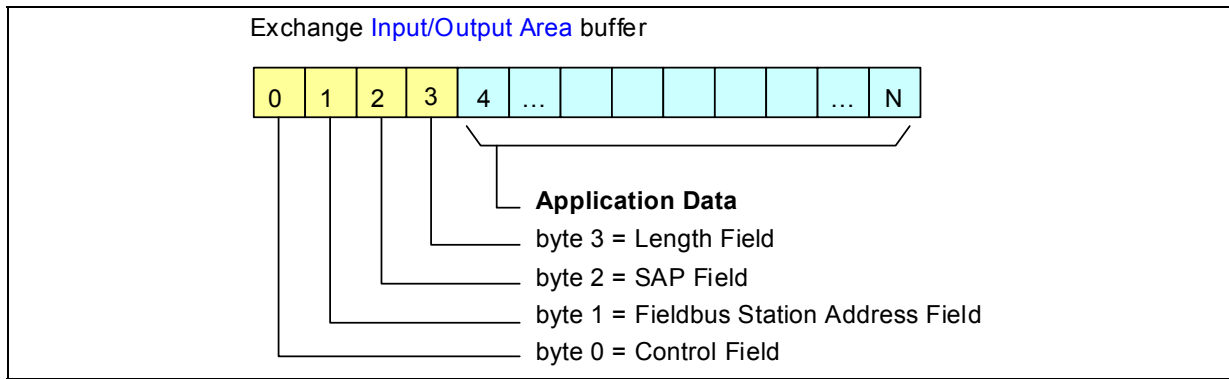 Exchange Input/Output Area buffer
0 1 2 3 4 ... ... N
Application Data
byte 3 = Length Field
byte 2 = SAP Field
byte 1 = Fieldbus Station Address Field
byte 0 = Control Field